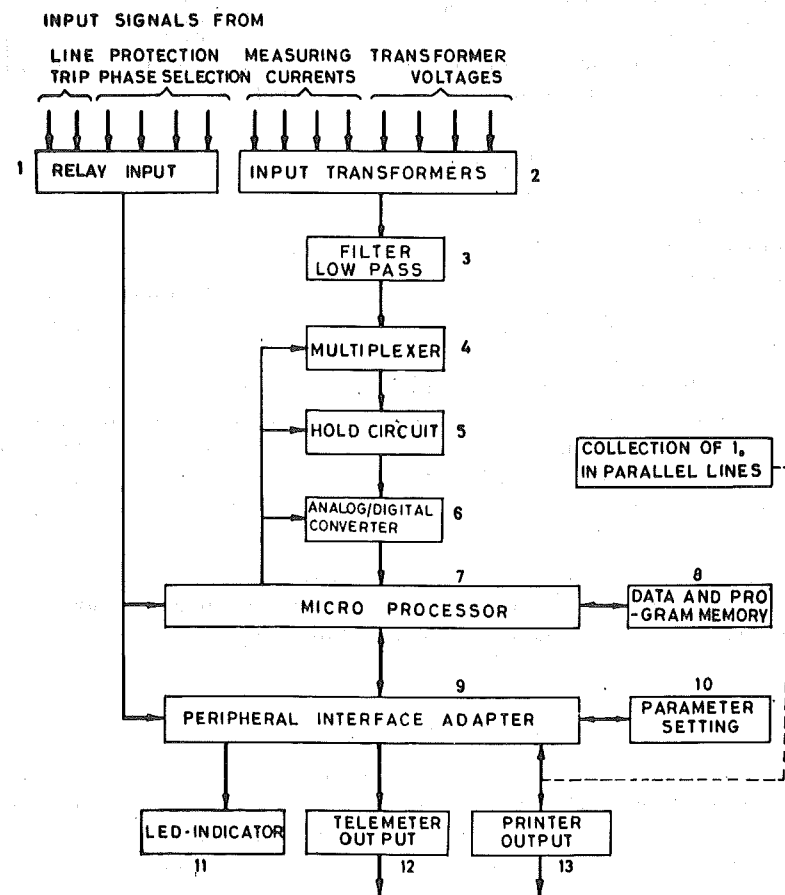 INPUT SIGNALS FROM
LINE PROTECTION MEASURING TRANSFORMER
TRIP PHASE SELECTION CURRENTS VOLTAGES
1
RELAY INPUT
INPUT TRANSFORMERS
2
FILTER
LOW PASS
3
MULTIPLEXER
4
HOLD CIRCUIT
5
COLLECTION OF I₀
IN PARALLEL LINES
ANALOG/DIGITAL
CONVERTER
6
7
MICRO PROCESSOR
8
DATA AND PRO
-GRAM MEMORY
9
PERIPHERAL INTERFACE ADAPTER
10
PARAMETER
SETTING
LED-INDICATOR
11
TELEMETER
OUTPUT
12
PRINTER
OUTPUT
13